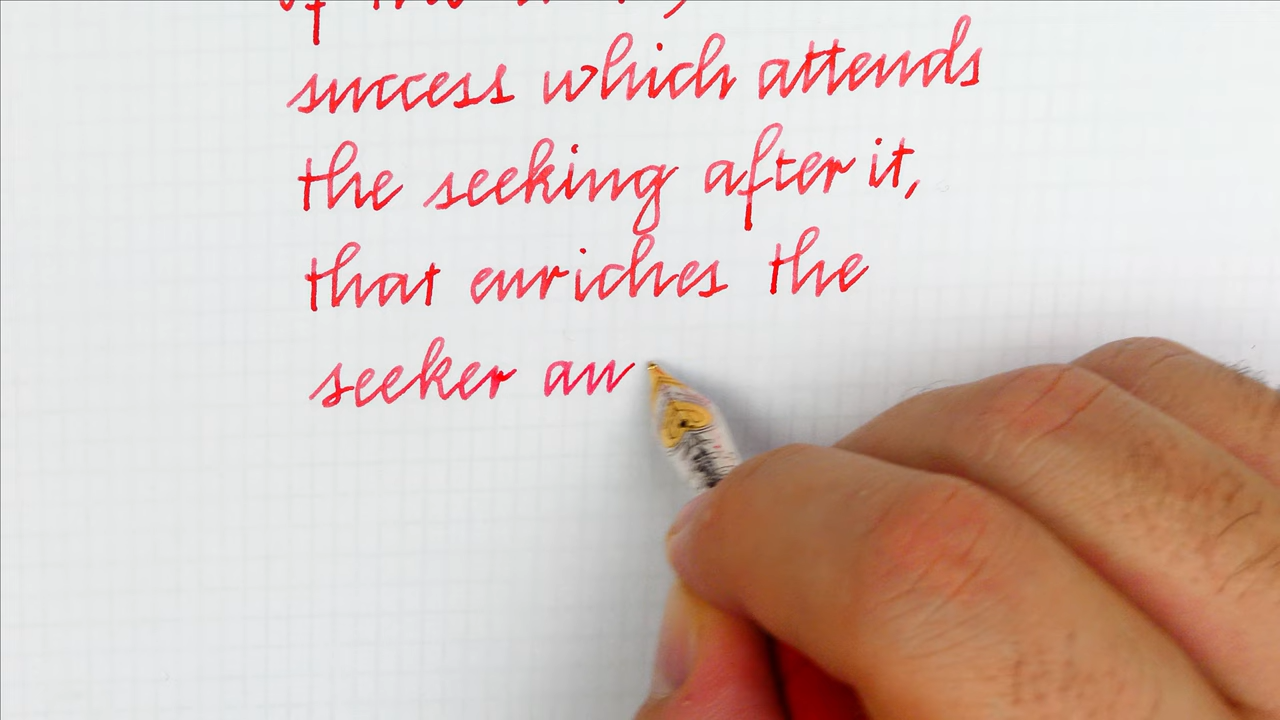 success which attends
the seeking after it,
that enriches the
seeker an